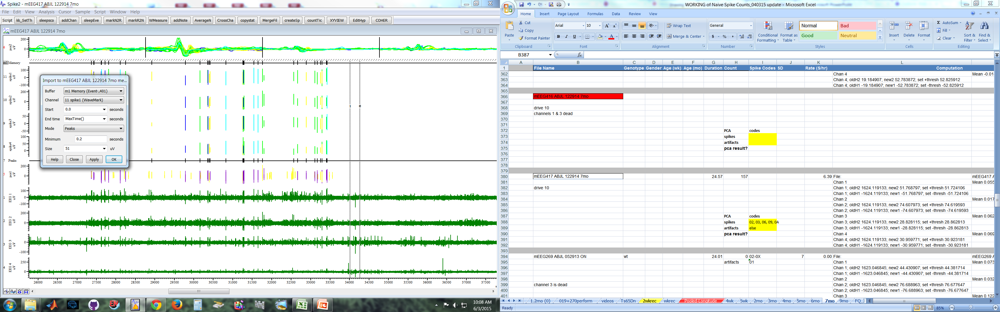 Spike2 - mEEG417 ABJL 122914 7mo
File Edit View Analysis Cursor Sample Script Window Help
Script kk_SetTh sleepsco addChan sleepEve markN2R markR2N WMeasure addNote AverageN CrossCha copystat MergeFil createSp countTic XYVIEW EditHyp COHER
mEEG417 ABJL 122914 7mo
6 pca2 uV 200 0
m1 Memory
11 spike1 uV 100 0 -100
10 spike2 uV 200 0
9 spike3 uV 50 0 -50
8 spike4 uV 100 50 0
7 Peaks
5 pca1 uV 200 0
1 EEG 1 uV 100 0 -100
2 EEG 2 uV 200 0
3 EEG 3 uV 100 0 -100
4 EEG 4 uV 250 0
1 0
26000 26500 27000 27500 28000 28500 29000 29500 30000 30500 31000 31500 32000 32500 33000 33500 34000 34500 35000 35500 36000 36500 37000 37500
s
Import to mEEG417 ABJL 122914 7mo me...
Buffer m1 Memory (Event-,401)
Channel 11 spike1 (WaveMark)
Start 0.0 seconds
End time MaxTime() seconds
Mode Peaks
Minimum 0.2 seconds
Size 51 uV
Help Close Apply OK
10:08 AM
6/3/2015
WORKING of Naive Spike Counts_040315 update - Microsoft Excel
Home Insert Page Layout Formulas Data Review View
Paste Cut Copy Format Painter Clipboard
Arial 10 B I U Font
Wrap Text Merge & Center Alignment
General $ % , Number
Conditional Formatting Format as Table Normal Bad Good Neutral Styles
Insert Delete Format Cells
Σ AutoSum Fill Clear Sort & Filter Find & Select Editing
B387 fx
A B C D E F G H I J K L
1 File Name Genotype Gender Age (wk) Age (mo) Duration Count Spike Codes SD Rate (S/hr) Computation
362 Chan 4 Mean -0.01
363 Chan 4; oldH2 19.184907; new2 52.783872; set +thresh 52.825912
364 Chan 4; oldH1 -19.184907; new1 -52.783872; set -thresh -52.825912
365
366 mEEG416 ABJL 122914 7mo
367
368 drive 10
369 channels 1 & 3 dead
370
371
372 PCA codes
373 spikes
374 artifacts
375 pca result?
376
377
378
379
380 mEEG417 ABJL 122914 7mo 24.57 157 6.39 File: mEEG417 A
381 Chan 1 Mean 0.055
382 drive 10 Chan 1; oldH2 1624.119133; new2 51.768797; set +thresh 51.724106
383 Chan 1; oldH1 -1624.119133; new1 -51.768797; set -thresh -51.724106
384 Chan 2 Mean 0.017
385 Chan 2; oldH2 1624.119133; new2 74.607973; set +thresh 74.619593
386 Chan 2; oldH1 -1624.119133; new1 -74.607973; set -thresh -74.619593
387 PCA codes Chan 3 Mean 0.062
388 spikes 02, 03, 06, 09, 0A Chan 3; oldH2 1624.119133; new2 28.828115; set +thresh 28.862813
389 artifacts else Chan 3; oldH1 -1624.119133; new1 -28.828115; set -thresh -28.862813
390 pca result? Chan 4 Mean 0.069
391 Chan 4; oldH2 1624.119133; new2 30.959771; set +thresh 30.923181
392 Chan 4; oldH1 -1624.119133; new1 -30.959771; set -thresh -30.923181
393
394 mEEG269 ABJL 052913 ON wt 24.01 0 02-0X 7 0.00 File: mEEG269 A
395 artifacts 01 Chan 1 Mean 0.073
396 Chan 1; oldH2 1623.046845; new2 44.430907; set +thresh 44.381714
397 Chan 1; oldH1 -1623.046845; new1 -44.430907; set -thresh -44.381714
398 Chan 2 Mean 0.032
399 channel 3 is dead Chan 2; oldH2 1623.046845; new2 76.688963; set +thresh 76.677647
400 Chan 2; oldH1 -1623.046845; new1 -76.688963; set -thresh -76.677647
401 Chan 3 Mean 0.122
1.2mo (0) 019+270perform videos Ts65Dn 2wkrec wkrec Pooled-Longitude 4wk 5wk 2mo 3mo 4mo 5mo 6mo 7mo 9mo FQ_
Ready 85%